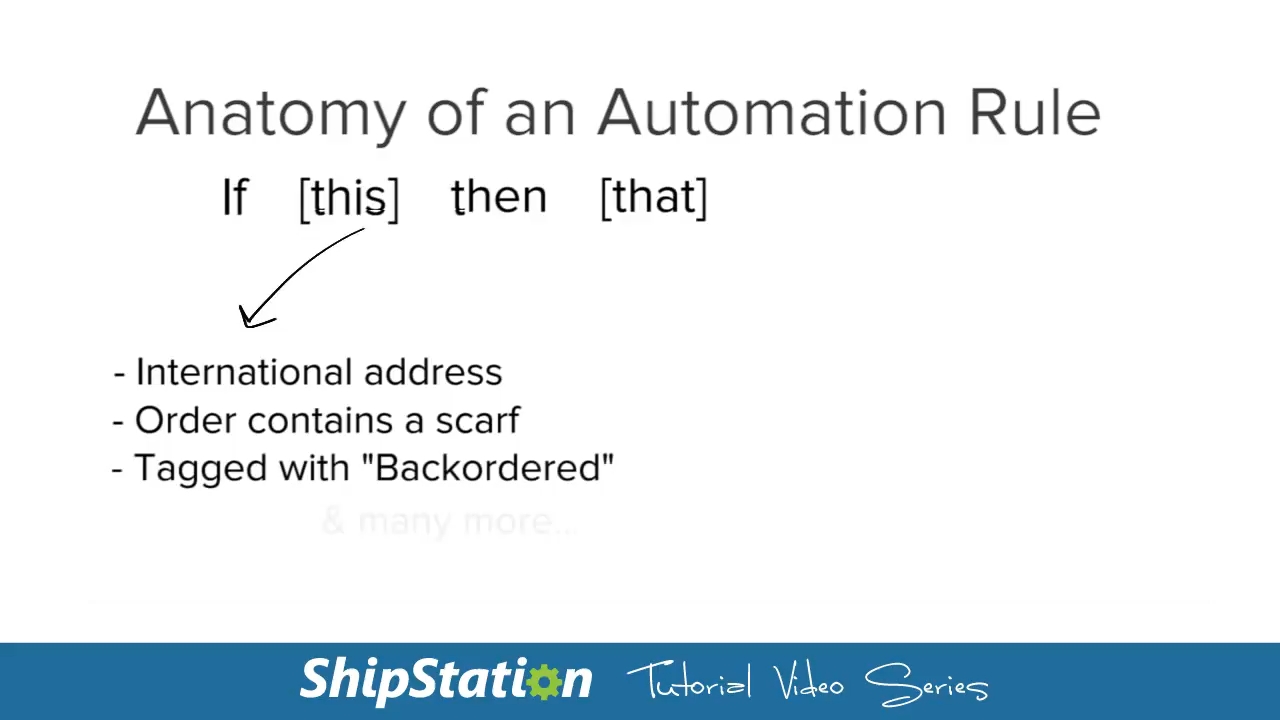 Anatomy of an Automation Rule
If [this] then [that]
- International address
- Order contains a scarf
- Tagged with "Backordered"
& many more...
ShipStation Tutorial Video Series